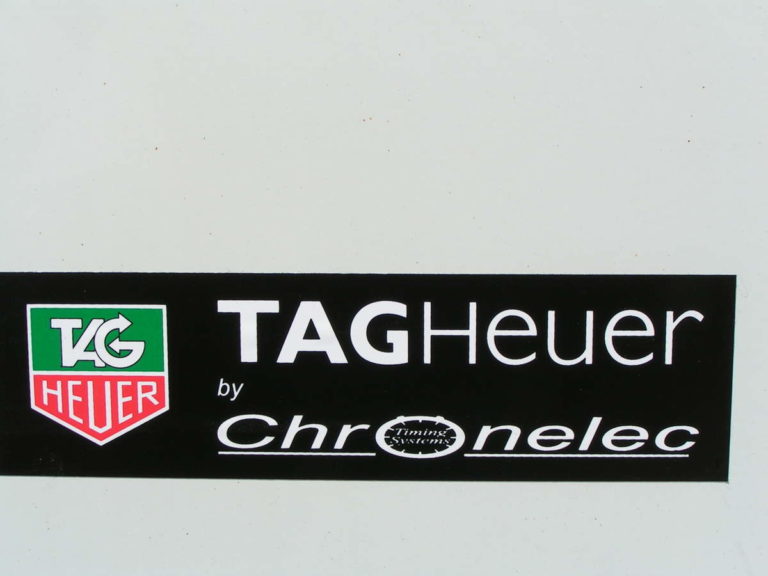 TAG
HEUER
TAGHeuer
by
Chronelec
Timing
Systems